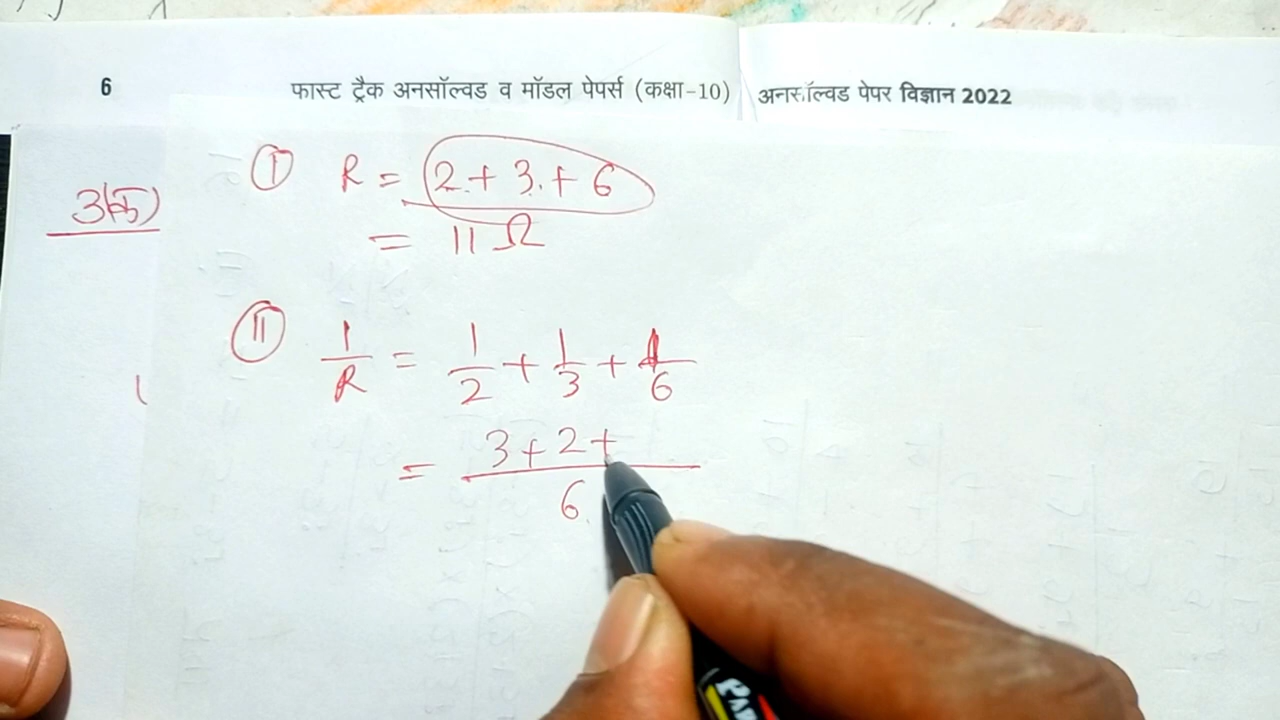 6 फास्ट ट्रैक अनसॉल्वड व मॉडल पेपर्स (कक्षा-10) अनसॉल्वड पेपर विज्ञान 2022
3(क)
I R = 2 + 3 + 6
= 11 Ω
II 1/R = 1/2 + 1/3 + 1/6
= 3 + 2 + / 6